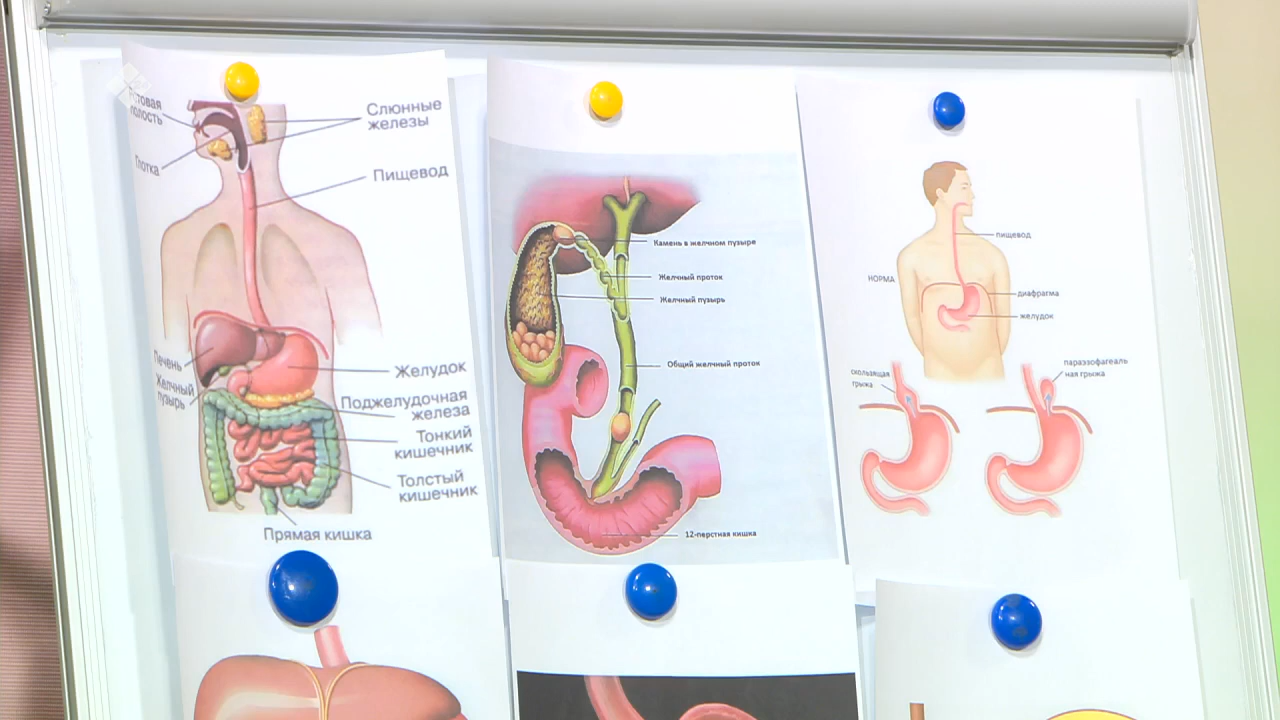 Ротовая
полость
Слюнные
железы
Глотка
Пищевод
Печень
Желчный
пузырь
Желудок
Поджелудочная
железа
Тонкий
кишечник
Толстый
кишечник
Прямая кишка
Камень в желчном пузыре
Желчный проток
Желчный пузырь
Общий желчный проток
12-перстная кишка
пищевод
НОРМА
диафрагма
желудок
скользящая
грыжа
параэзофагеаль
ная грыжа